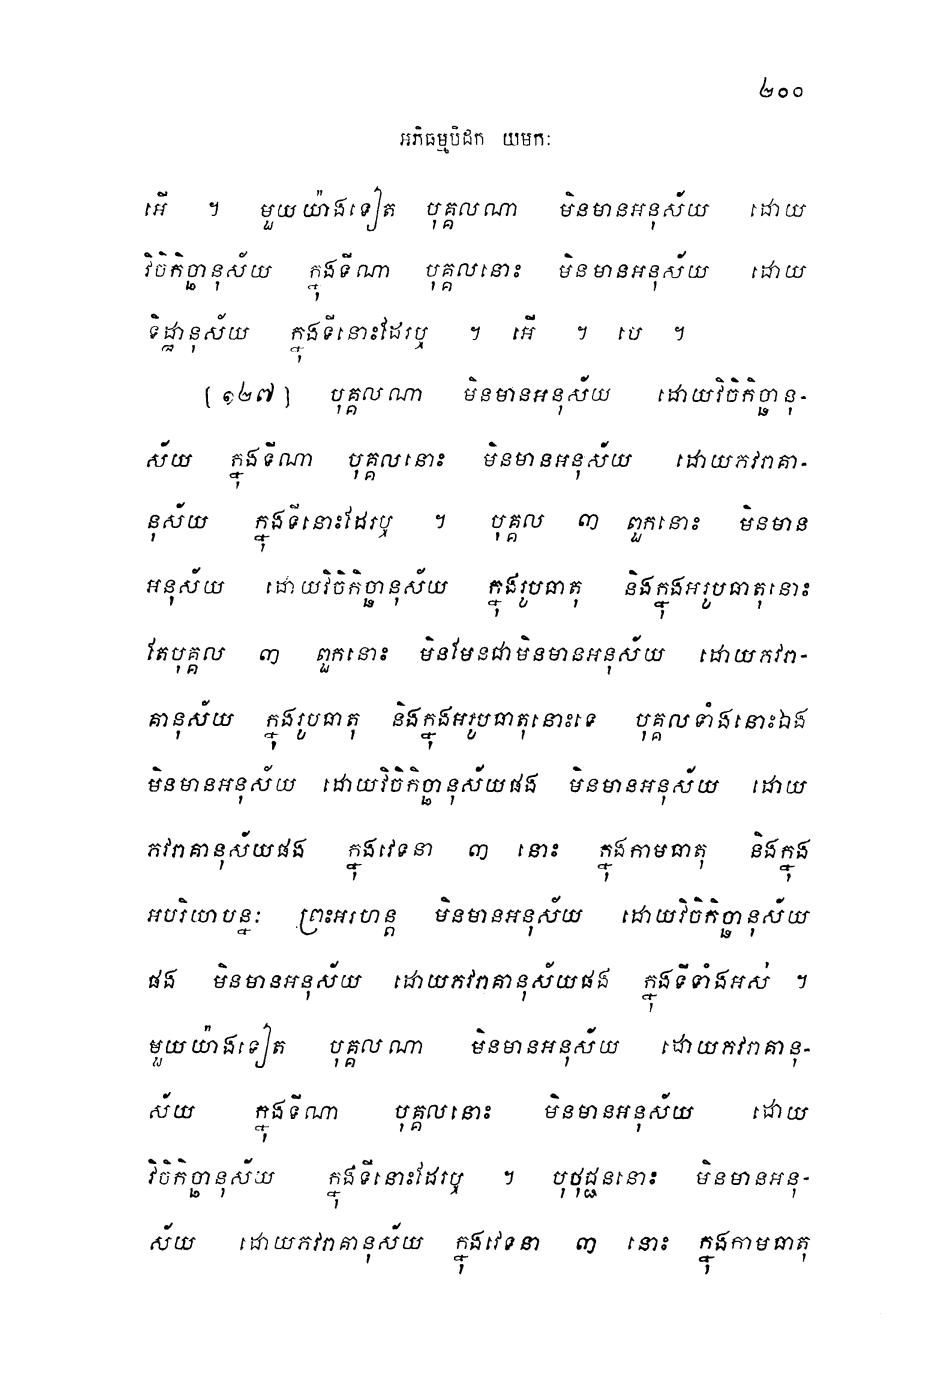 ២០០
អភិធម្មបិដក យមកៈ
អើ ។ មួយយ៉ាងទៀត បុគ្គលណា មិនមានអនុស័យ ដោយ
វិចិកិច្ឆានុស័យ ក្នុងទីណា បុគ្គលនោះ មិនមានអនុស័យ ដោយ
ទិដ្ឋានុស័យ ក្នុងទីនោះដែរឬ ។ អើ ។ បេ ។
[១២៧] បុគ្គលណា មិនមានអនុស័យ ដោយវិចិកិច្ឆានុ-
ស័យ ក្នុងទីណា បុគ្គលនោះ មិនមានអនុស័យ ដោយភវរាគា-
នុស័យ ក្នុងទីនោះដែរឬ ។ បុគ្គល ៣ ពួកនោះ មិនមាន
អនុស័យ ដោយវិចិកិច្ឆានុស័យ ក្នុងរូបធាតុ និងក្នុងអរូបធាតុនោះ
តែបុគ្គល ៣ ពួកនោះ មិនមែនជាមិនមានអនុស័យ ដោយភវរា-
គានុស័យ ក្នុងរូបធាតុ និងក្នុងអរូបធាតុនោះទេ បុគ្គលទាំងនោះឯង
មិនមានអនុស័យ ដោយវិចិកិច្ឆានុស័យផង មិនមានអនុស័យ ដោយ
ភវរាគានុស័យផង ក្នុងវេទនា ៣ នោះ ក្នុងកាមធាតុ និងក្នុង
អបរិយាបន្នៈ ព្រះអរហន្ត មិនមានអនុស័យ ដោយវិចិកិច្ឆានុស័យ
ផង មិនមានអនុស័យ ដោយភវរាគានុស័យផង ក្នុងទីទាំងអស់ ។
មួយយ៉ាងទៀត បុគ្គលណា មិនមានអនុស័យ ដោយភវរាគានុ-
ស័យ ក្នុងទីណា បុគ្គលនោះ មិនមានអនុស័យ ដោយ
វិចិកិច្ឆានុស័យ ក្នុងទីនោះដែរឬ ។ បុថុជ្ជននោះ មិនមានអនុ-
ស័យ ដោយភវរាគានុស័យ ក្នុងវេទនា ៣ នោះ ក្នុងកាមធាតុ